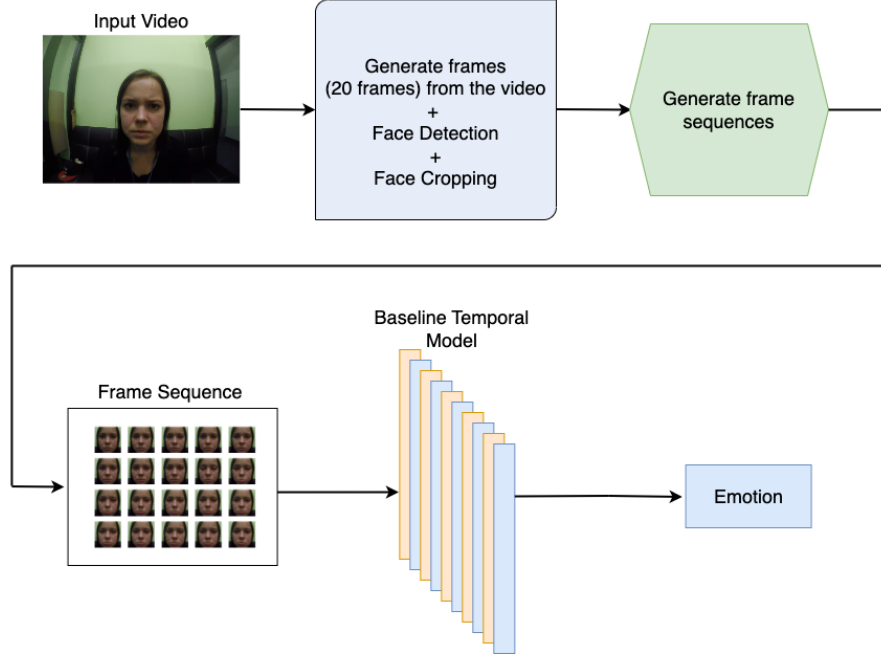 Input Video
Generate frames
(20 frames) from the video
+
Face Detection
+
Face Cropping
Generate frame
sequences
Frame Sequence
Baseline Temporal
Model
Emotion